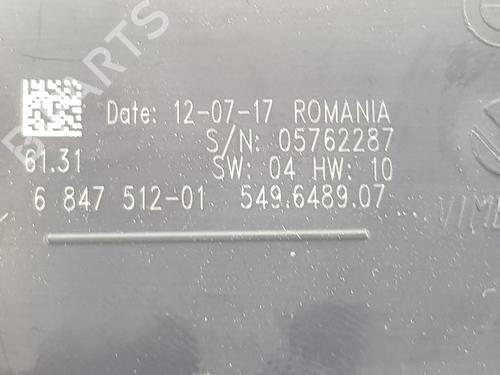 Date: 12-07-17 ROMANIA
S/N: 05762287
61.31 SW: 04 HW: 10
6 847 512-01 549.6489.07